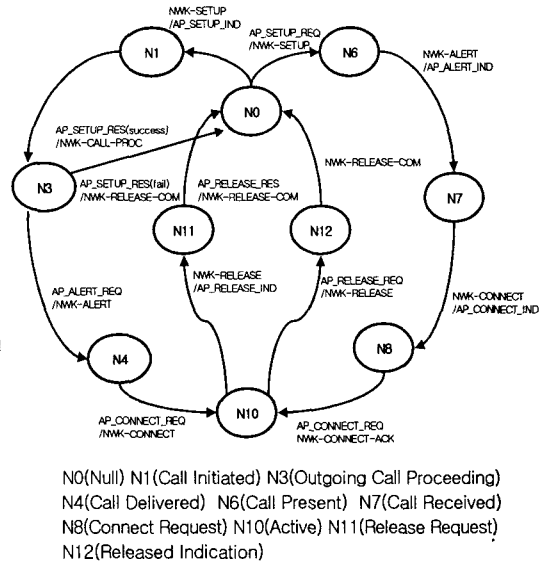 NWK-SETUP
/AP_SETUP_IND
AP_SETUP_REQ
/NWK-SETUP
N1
N6
NWK-ALERT
/AP_ALERT_IND
N0
AP_SETUP_RES(success)
/NWK-CALL-PROC
NWK-RELEASE-COM
N3
AP_SETUP_RES(fail)
/NWK-RELEASE-COM
AP_RELEASE_RES
/NWK-RELEASE-COM
N7
N11
N12
NWK-RELEASE
/AP_RELEASE_IND
AP_RELEASE_REQ
/NWK-RELEASE
AP_ALERT_REQ
/NWK-ALERT
NWK-CONNECT
/AP_CONNECT_IND
N4
N8
N10
AP_CONNECT_REQ
/NWK-CONNECT
AP_CONNECT_REQ
NWK-CONNECT-ACK
N0(Null) N1(Call Initiated) N3(Outgoing Call Proceeding)
N4(Call Delivered) N6(Call Present) N7(Call Received)
N8(Connect Request) N10(Active) N11(Release Request)
N12(Released Indication)